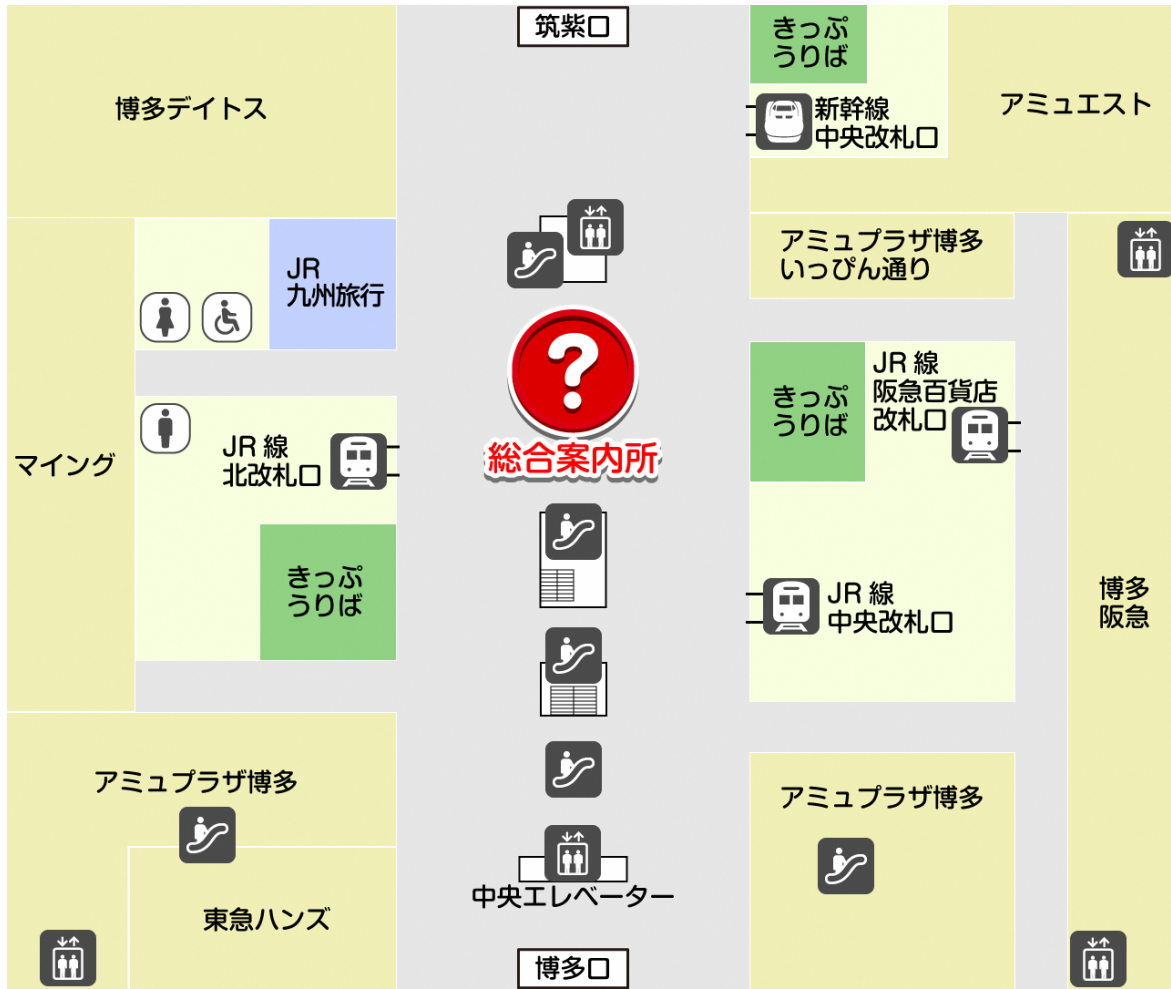 筑紫口
きっぷ
うりば
博多デイトス
新幹線
中央改札口
アミュエスト
アミュプラザ博多
いっぴん通り
JR
九州旅行
?
総合案内所
きっぷ
うりば
JR 線
阪急百貨店
改札口
マイング
JR 線
北改札口
きっぷ
うりば
JR 線
中央改札口
博多
阪急
アミュプラザ博多
アミュプラザ博多
東急ハンズ
中央エレベーター
博多口